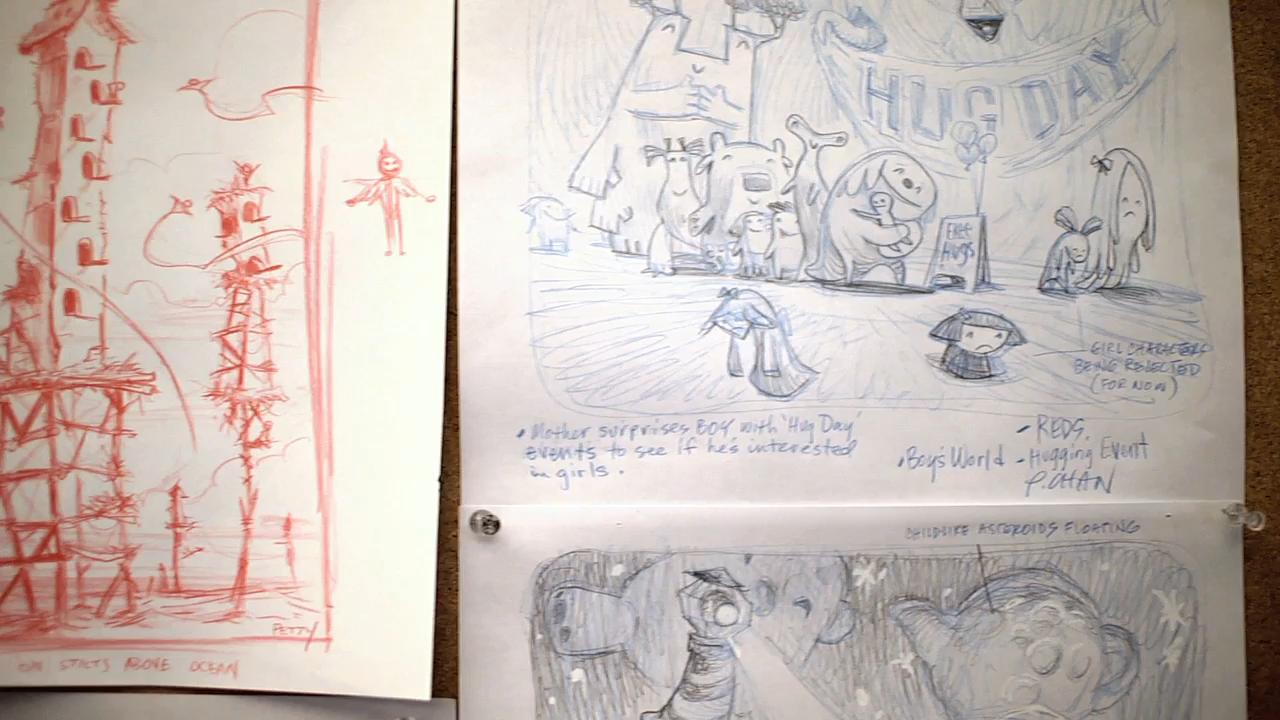 HUG DAY
FREE
HUGS
GIRL CHARACTERS
BEING REJECTED
(FOR NOW)
• Mother surprises Boy with 'Hug Day'
events to see if he's interested
in girls.
• Boy's World
- REDS.
- Hugging Event
P. CHAN
CHILDLIKE ASTEROIDS FLOATING
PETTY
ON STILTS ABOVE OCEAN